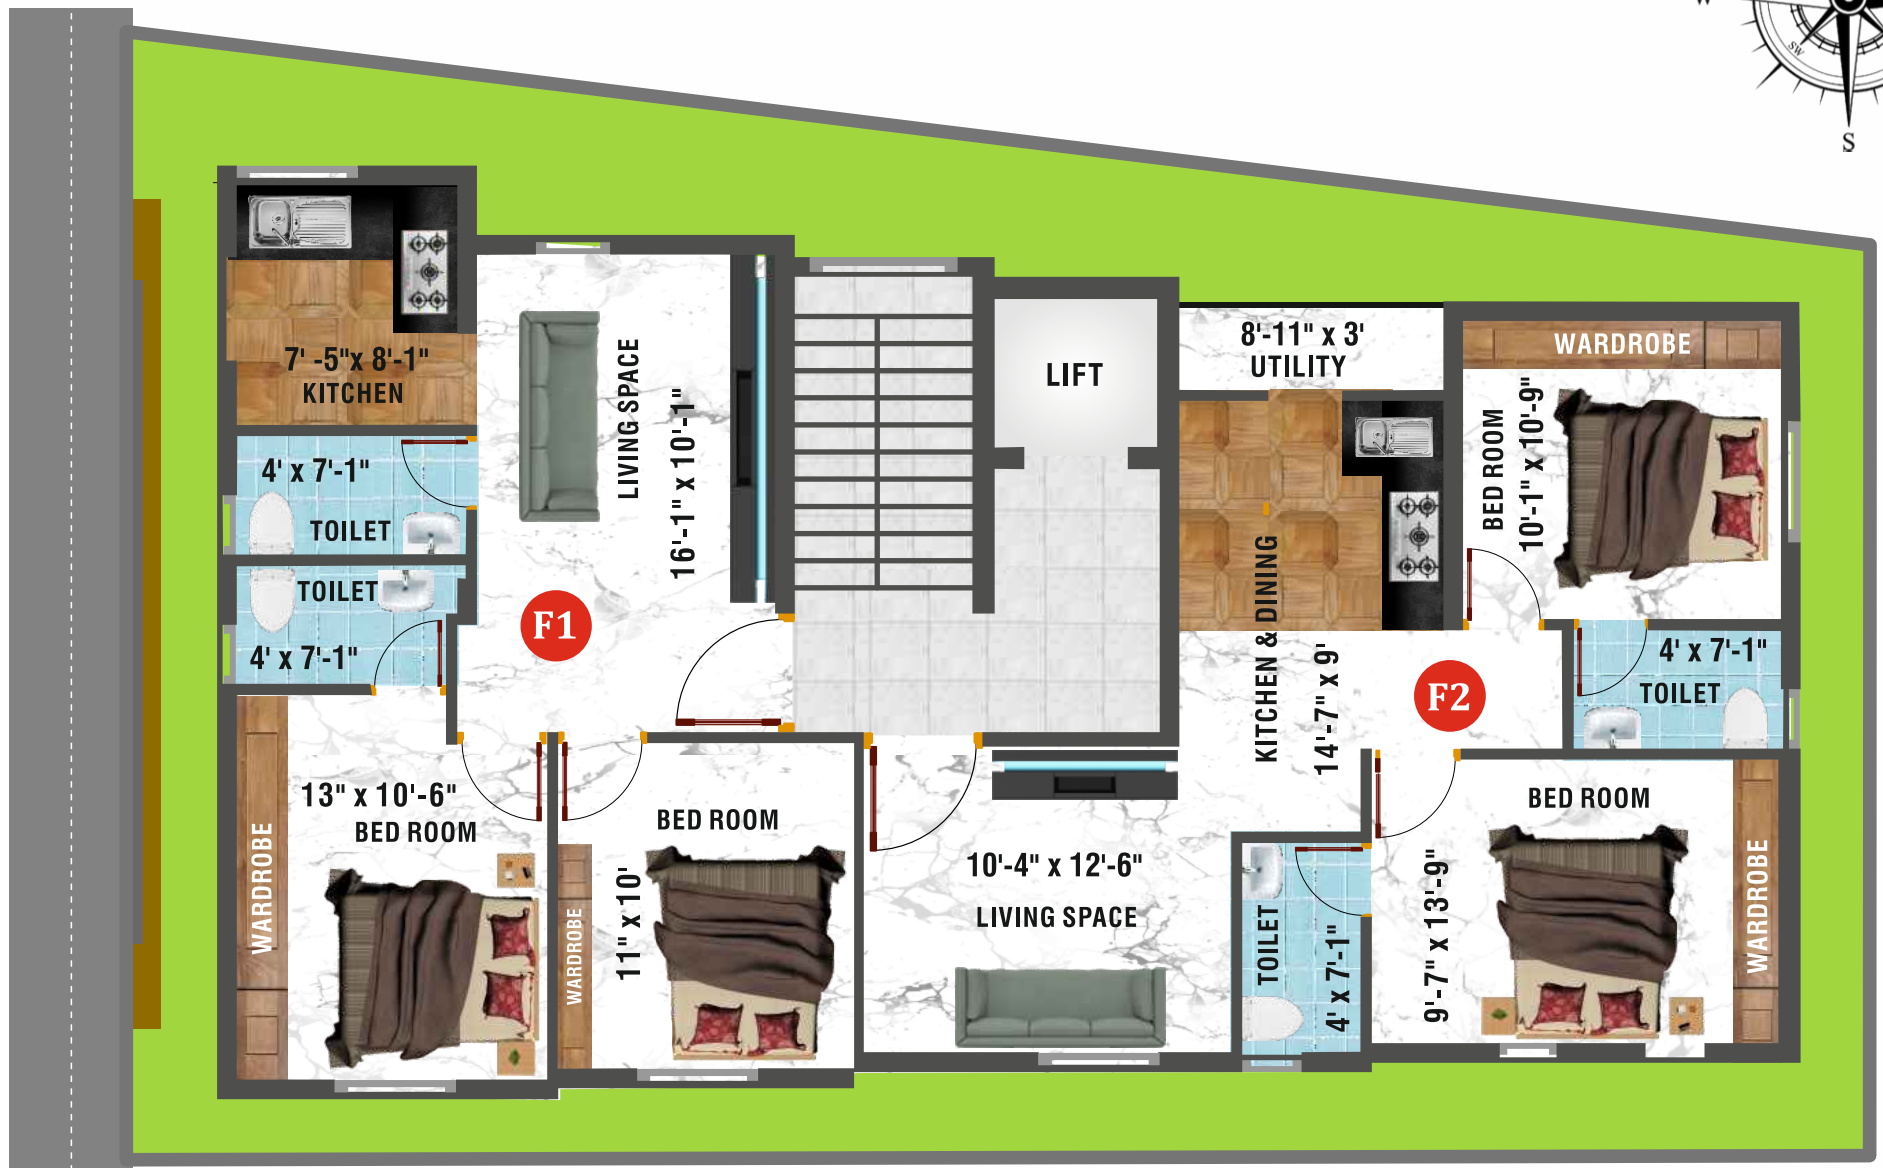 W
SW
S
7' -5"x 8'-1"
KITCHEN
4' x 7'-1"
TOILET
TOILET
4' x 7'-1"
LIVING SPACE
16'-1" x 10'-1"
F1
LIFT
8'-11" x 3'
UTILITY
KITCHEN & DINING
14'-7" x 9'
WARDROBE
BED ROOM
10'-1" x 10'-9"
F2
4' x 7'-1"
TOILET
13" x 10'-6"
BED ROOM
WARDROBE
BED ROOM
11" x 10'
WARDROBE
10'-4" x 12'-6"
LIVING SPACE
TOILET
4' x 7'-1"
BED ROOM
9'-7" x 13'-9"
WARDROBE